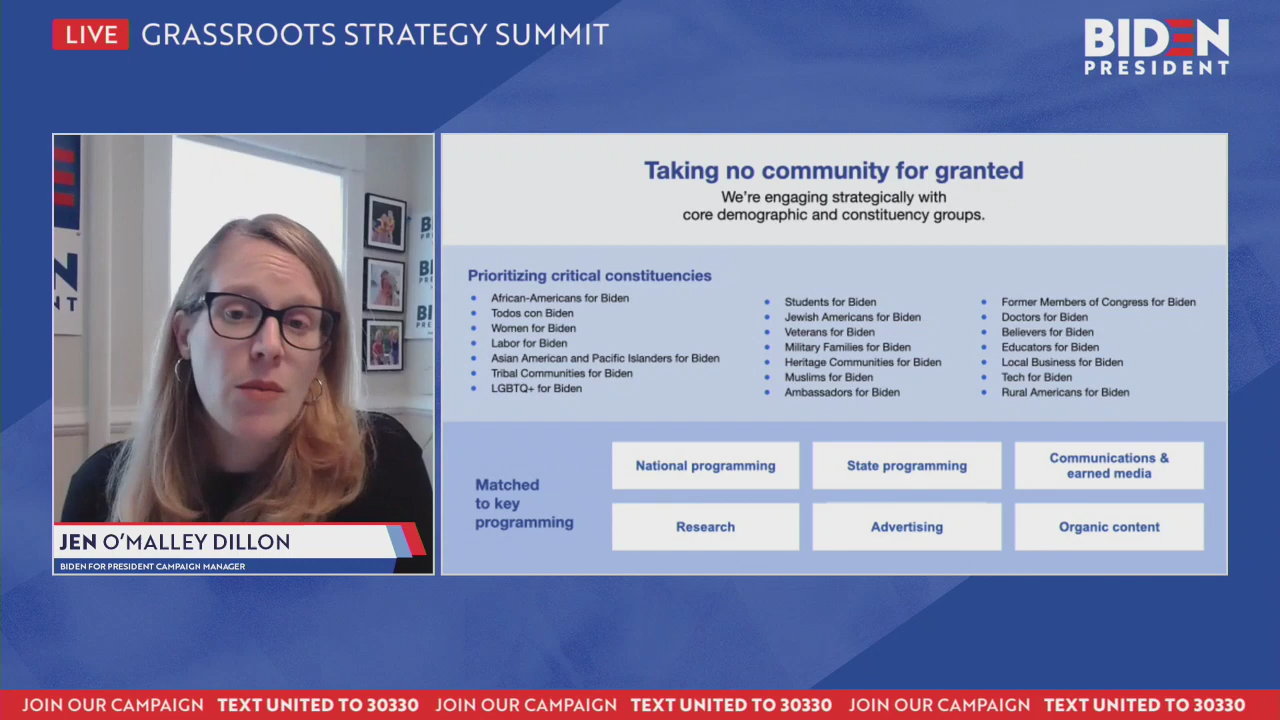 LIVE GRASSROOTS STRATEGY SUMMIT
BIDEN
PRESIDENT
Taking no community for granted
We're engaging strategically with
core demographic and constituency groups.
Prioritizing critical constituencies
• African-Americans for Biden
• Todos con Biden
• Women for Biden
• Labor for Biden
• Asian American and Pacific Islanders for Biden
• Tribal Communities for Biden
• LGBTQ+ for Biden
• Students for Biden
• Jewish Americans for Biden
• Veterans for Biden
• Military Families for Biden
• Heritage Communities for Biden
• Muslims for Biden
• Ambassadors for Biden
• Former Members of Congress for Biden
• Doctors for Biden
• Believers for Biden
• Educators for Biden
• Local Business for Biden
• Tech for Biden
• Rural Americans for Biden
Matched
to key
programming
National programming
State programming
Communications &
earned media
Research
Advertising
Organic content
JEN O'MALLEY DILLON
BIDEN FOR PRESIDENT CAMPAIGN MANAGER
JOIN OUR CAMPAIGN TEXT UNITED TO 30330 JOIN OUR CAMPAIGN TEXT UNITED TO 30330 JOIN OUR CAMPAIGN TEXT UNITED TO 30330